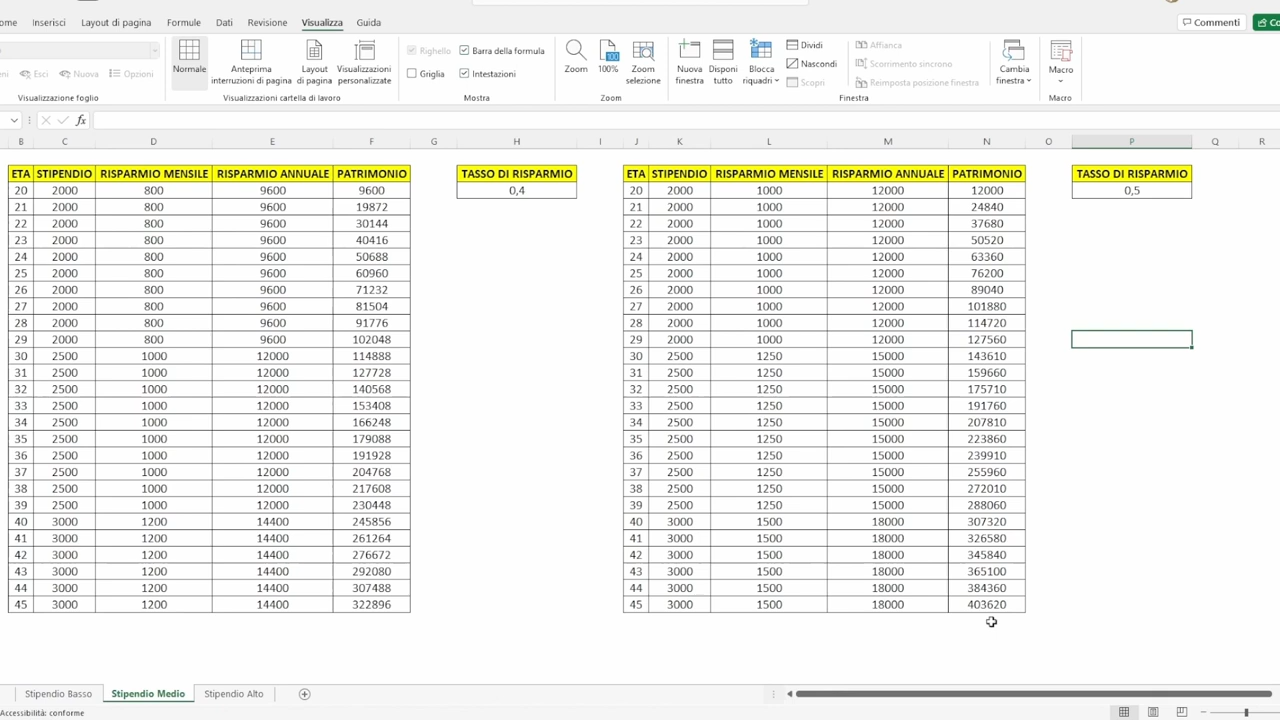 ome Inserisci Layout di pagina Formule Dati Revisione Visualizza Guida
Commenti Co
Normale
Anteprima interruzioni di pagina
Layout di pagina
Visualizzazioni personalizzate
Esci Nuova Opzioni
Visualizzazione foglio
Visualizzazioni cartella di lavoro
Righello Barra della formula
Griglia Intestazioni
Mostra
Zoom
100%
Zoom selezione
Zoom
Nuova finestra
Disponi tutto
Blocca riquadri
Dividi
Nascondi
Scopri
Affianca
Scorrimento sincrono
Reimposta posizione finestra
Finestra
Cambia finestra
Macro
Macro
fx
B C D E F G H I J K L M N O P Q R
ETA STIPENDIO RISPARMIO MENSILE RISPARMIO ANNUALE PATRIMONIO TASSO DI RISPARMIO ETA STIPENDIO RISPARMIO MENSILE RISPARMIO ANNUALE PATRIMONIO TASSO DI RISPARMIO
20 2000 800 9600 9600 0,4 20 2000 1000 12000 12000 0,5
21 2000 800 9600 19872 21 2000 1000 12000 24840
22 2000 800 9600 30144 22 2000 1000 12000 37680
23 2000 800 9600 40416 23 2000 1000 12000 50520
24 2000 800 9600 50688 24 2000 1000 12000 63360
25 2000 800 9600 60960 25 2000 1000 12000 76200
26 2000 800 9600 71232 26 2000 1000 12000 89040
27 2000 800 9600 81504 27 2000 1000 12000 101880
28 2000 800 9600 91776 28 2000 1000 12000 114720
29 2000 800 9600 102048 29 2000 1000 12000 127560
30 2500 1000 12000 114888 30 2500 1250 15000 143610
31 2500 1000 12000 127728 31 2500 1250 15000 159660
32 2500 1000 12000 140568 32 2500 1250 15000 175710
33 2500 1000 12000 153408 33 2500 1250 15000 191760
34 2500 1000 12000 166248 34 2500 1250 15000 207810
35 2500 1000 12000 179088 35 2500 1250 15000 223860
36 2500 1000 12000 191928 36 2500 1250 15000 239910
37 2500 1000 12000 204768 37 2500 1250 15000 255960
38 2500 1000 12000 217608 38 2500 1250 15000 272010
39 2500 1000 12000 230448 39 2500 1250 15000 288060
40 3000 1200 14400 245856 40 3000 1500 18000 307320
41 3000 1200 14400 261264 41 3000 1500 18000 326580
42 3000 1200 14400 276672 42 3000 1500 18000 345840
43 3000 1200 14400 292080 43 3000 1500 18000 365100
44 3000 1200 14400 307488 44 3000 1500 18000 384360
45 3000 1200 14400 322896 45 3000 1500 18000 403620
Stipendio Basso Stipendio Medio Stipendio Alto
Accessibilità: conforme